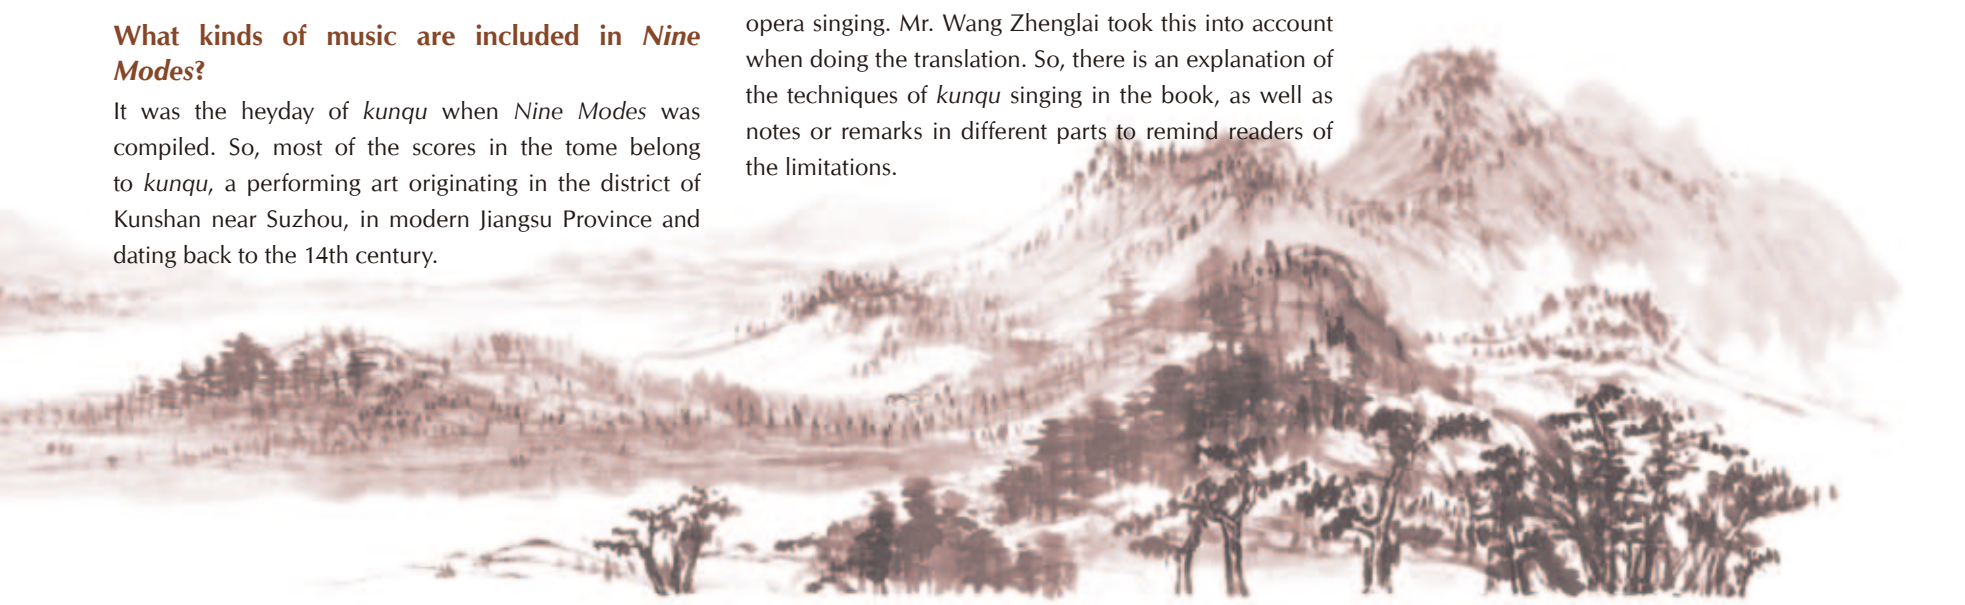 What kinds of music are included in Nine
Modes?
It was the heyday of kunqu when Nine Modes was
compiled. So, most of the scores in the tome belong
to kunqu, a performing art originating in the district of
Kunshan near Suzhou, in modern Jiangsu Province and
dating back to the 14th century.
opera singing. Mr. Wang Zhenglai took this into account
when doing the translation. So, there is an explanation of
the techniques of kunqu singing in the book, as well as
notes or remarks in different parts to remind readers of
the limitations.